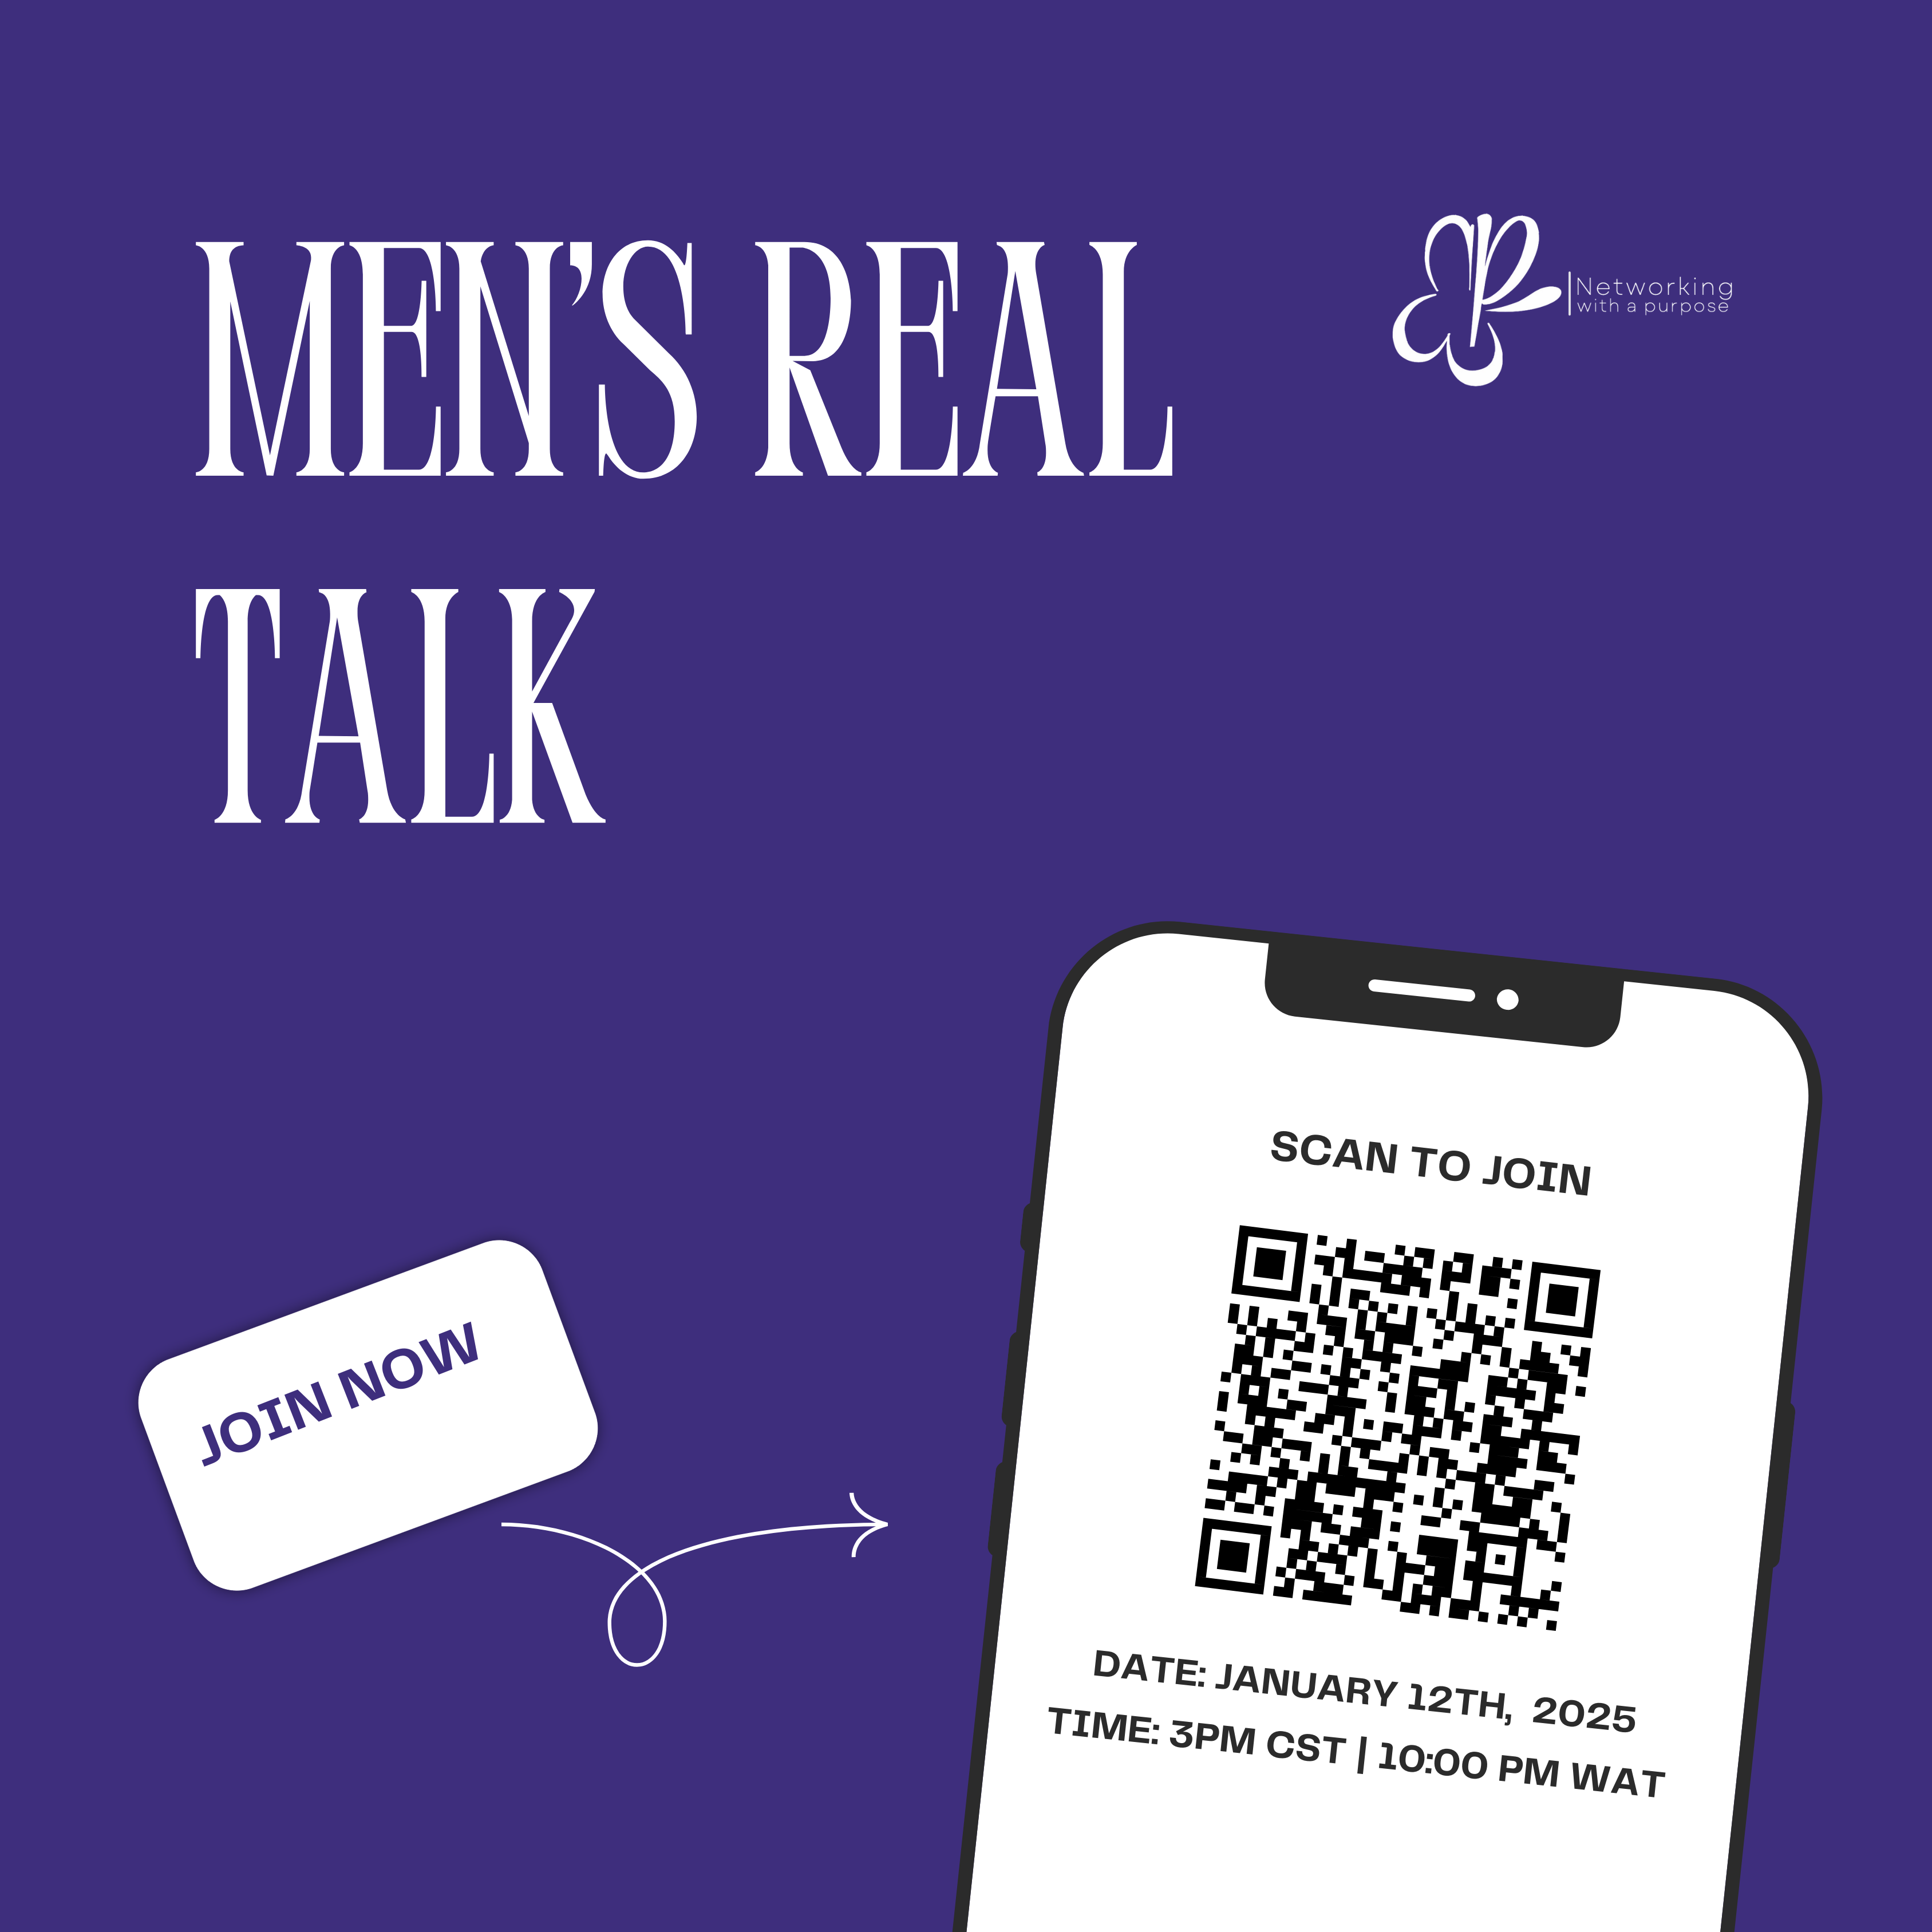 MEN'S REAL
TALK
Networking
with a purpose
JOIN NOW
SCAN TO JOIN
DATE: JANUARY 12TH, 2025
TIME: 3PM CST | 10:00 PM WAT